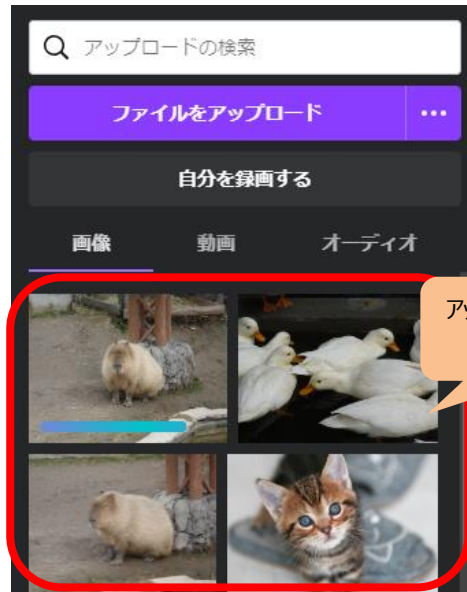 アップロードの検索
ファイルをアップロード
自分を録画する
画像 動画 オーディオ